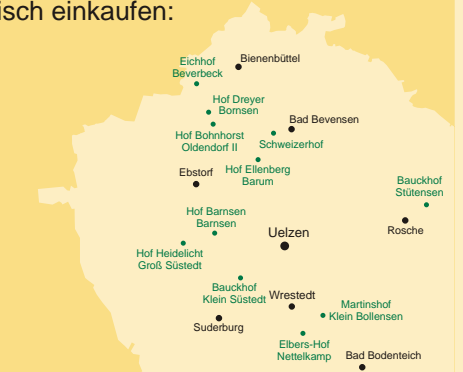 isch einkaufen:
Eichhof
Beverbeck
Bienenbüttel
Hof Dreyer
Bornsen
Bad Bevensen
Hof Bohnhorst
Oldendorf II
Schweizerhof
Hof Ellenberg
Barum
Ebstorf
Bauckhof
Stütensen
Hof Barnsen
Barnsen
Rosche
Uelzen
Hof Heidelicht
Groß Süstedt
Bauckhof
Klein Süstedt
Wrestedt
Martinshof
Klein Bollensen
Suderburg
Elbers-Hof
Nettelkamp
Bad Bodenteich